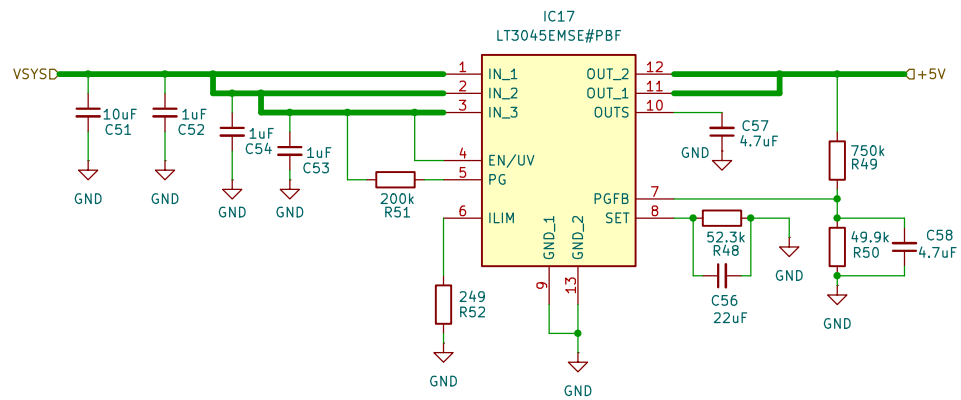 IC17
LT3045EMSE#PBF
VSYS
1
IN_1
2
IN_2
3
IN_3
4
EN/UV
5
PG
6
ILIM
OUT_2
12
OUT_1
11
OUTS
10
PGFB
7
SET
8
GND_1
9
GND_2
13
+5V
10uF
C51
GND
1uF
C52
GND
1uF
C54
GND
1uF
C53
GND
200k
R51
249
R52
GND
GND
C57
4.7uF
GND
750k
R49
52.3k
R48
C56
22uF
GND
49.9k
R50
C58
4.7uF
GND